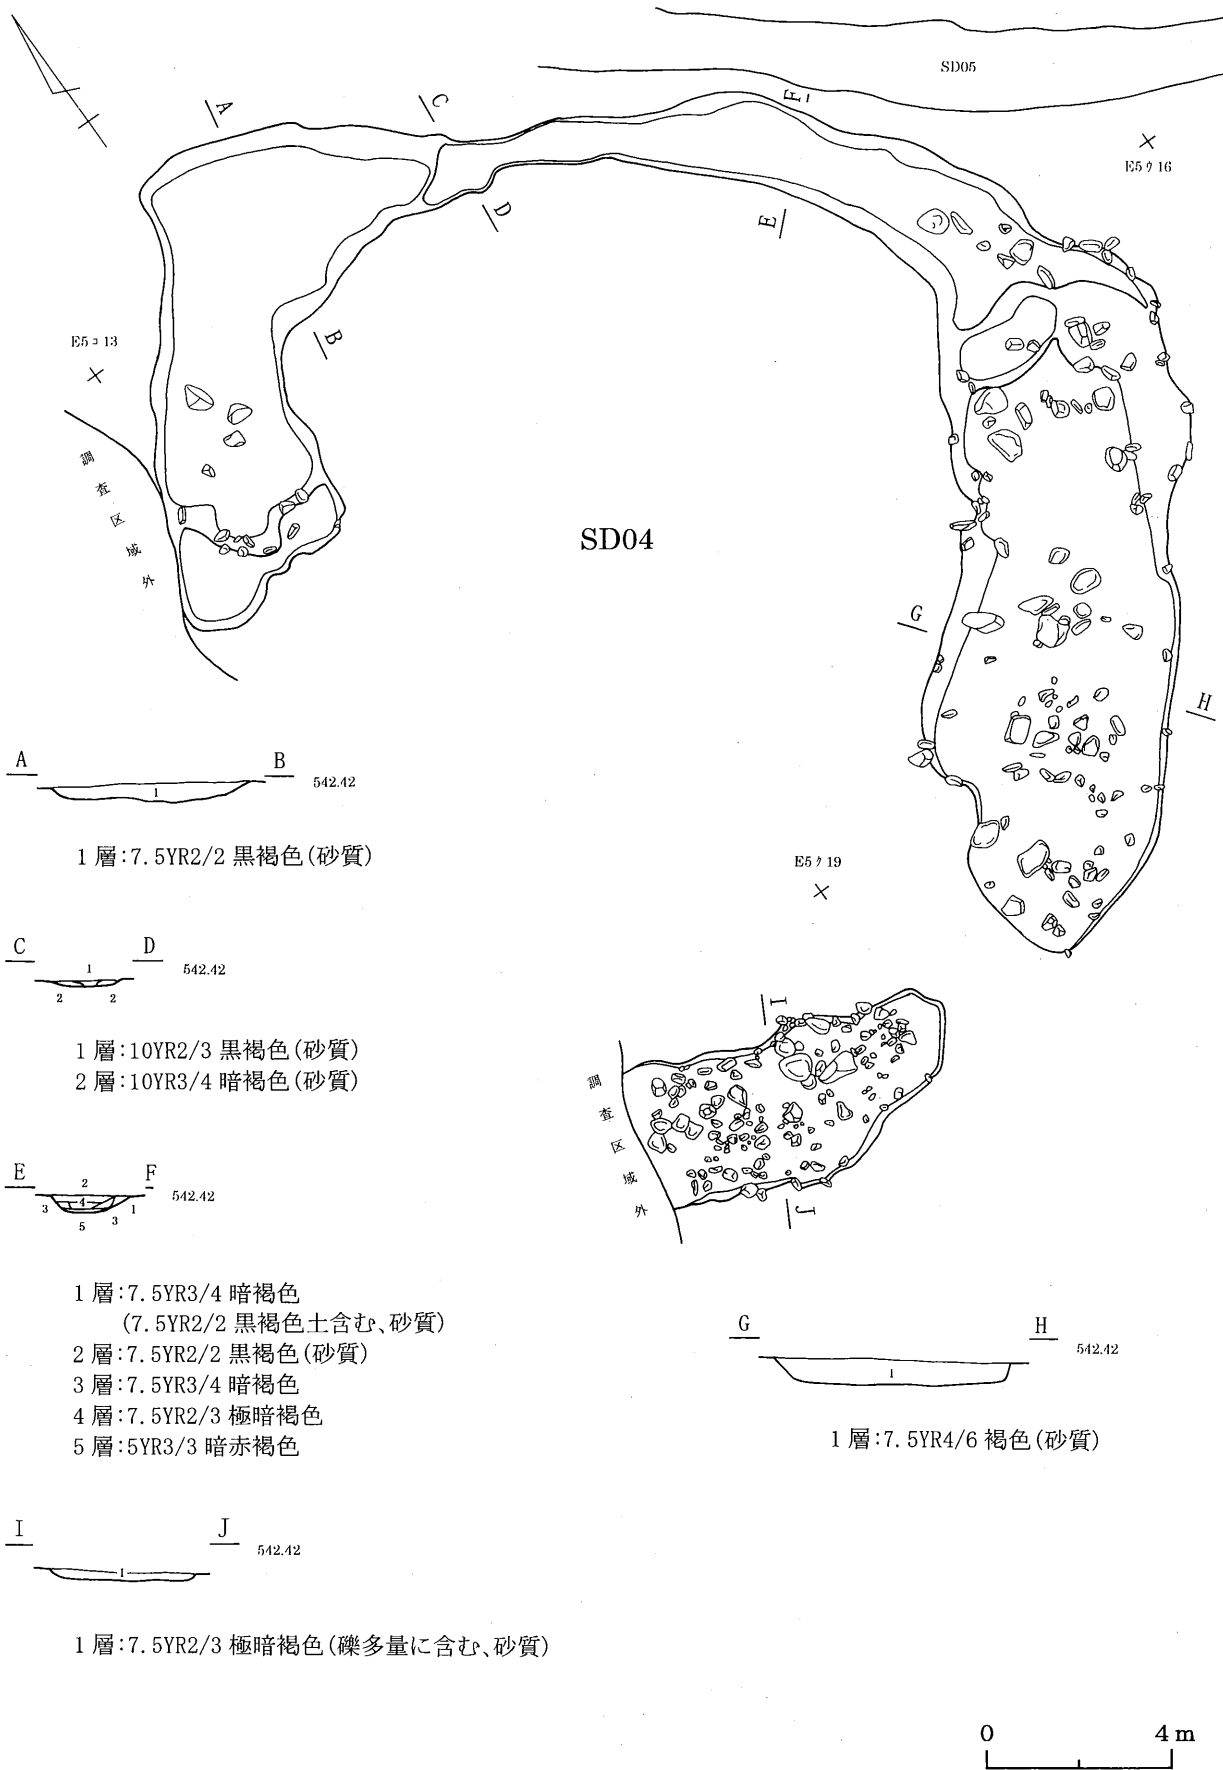 SD05
A
C
F
E5ｳ16
D
E
B
E5ｺ13
調査区域外
SD04
G
H
A B 542.42
1
1層:7.5YR2/2 黒褐色(砂質)
E5ｳ19
C D 542.42
1
2 2
1層:10YR2/3 黒褐色(砂質)
2層:10YR3/4 暗褐色(砂質)
I
調査区域外
J
E F 542.42
2
3 4 1
5 3
1層:7.5YR3/4 暗褐色
(7.5YR2/2 黒褐色土含む、砂質)
2層:7.5YR2/2 黒褐色(砂質)
3層:7.5YR3/4 暗褐色
4層:7.5YR2/3 極暗褐色
5層:5YR3/3 暗赤褐色
G H 542.42
1
1層:7.5YR4/6 褐色(砂質)
I J 542.42
1
1層:7.5YR2/3 極暗褐色(礫多量に含む、砂質)
0 4m